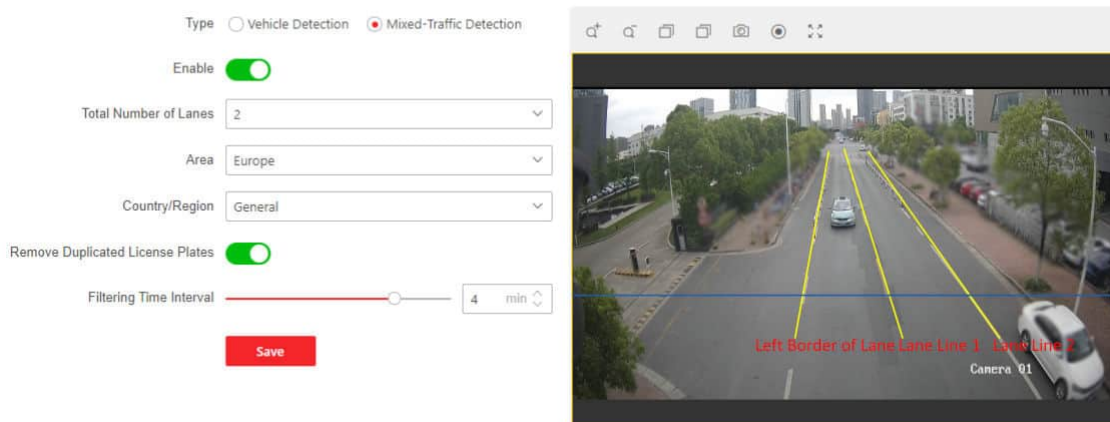 Type Vehicle Detection Mixed-Traffic Detection
Enable
Total Number of Lanes 2
Area Europe
Country/Region General
Remove Duplicated License Plates
Filtering Time Interval 4 min
Save
Left Border of Lane Lane Line 1 Lane Line 2
Camera 01